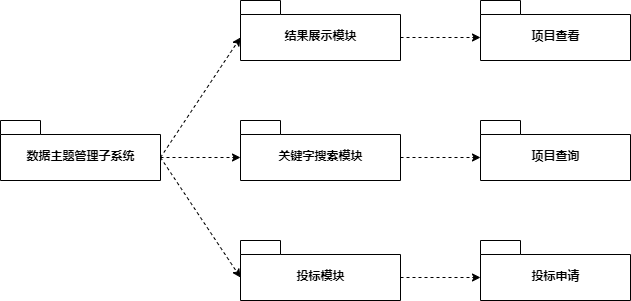 结果展示模块
项目查看
数据主题管理子系统
关键字搜索模块
项目查询
投标模块
投标申请